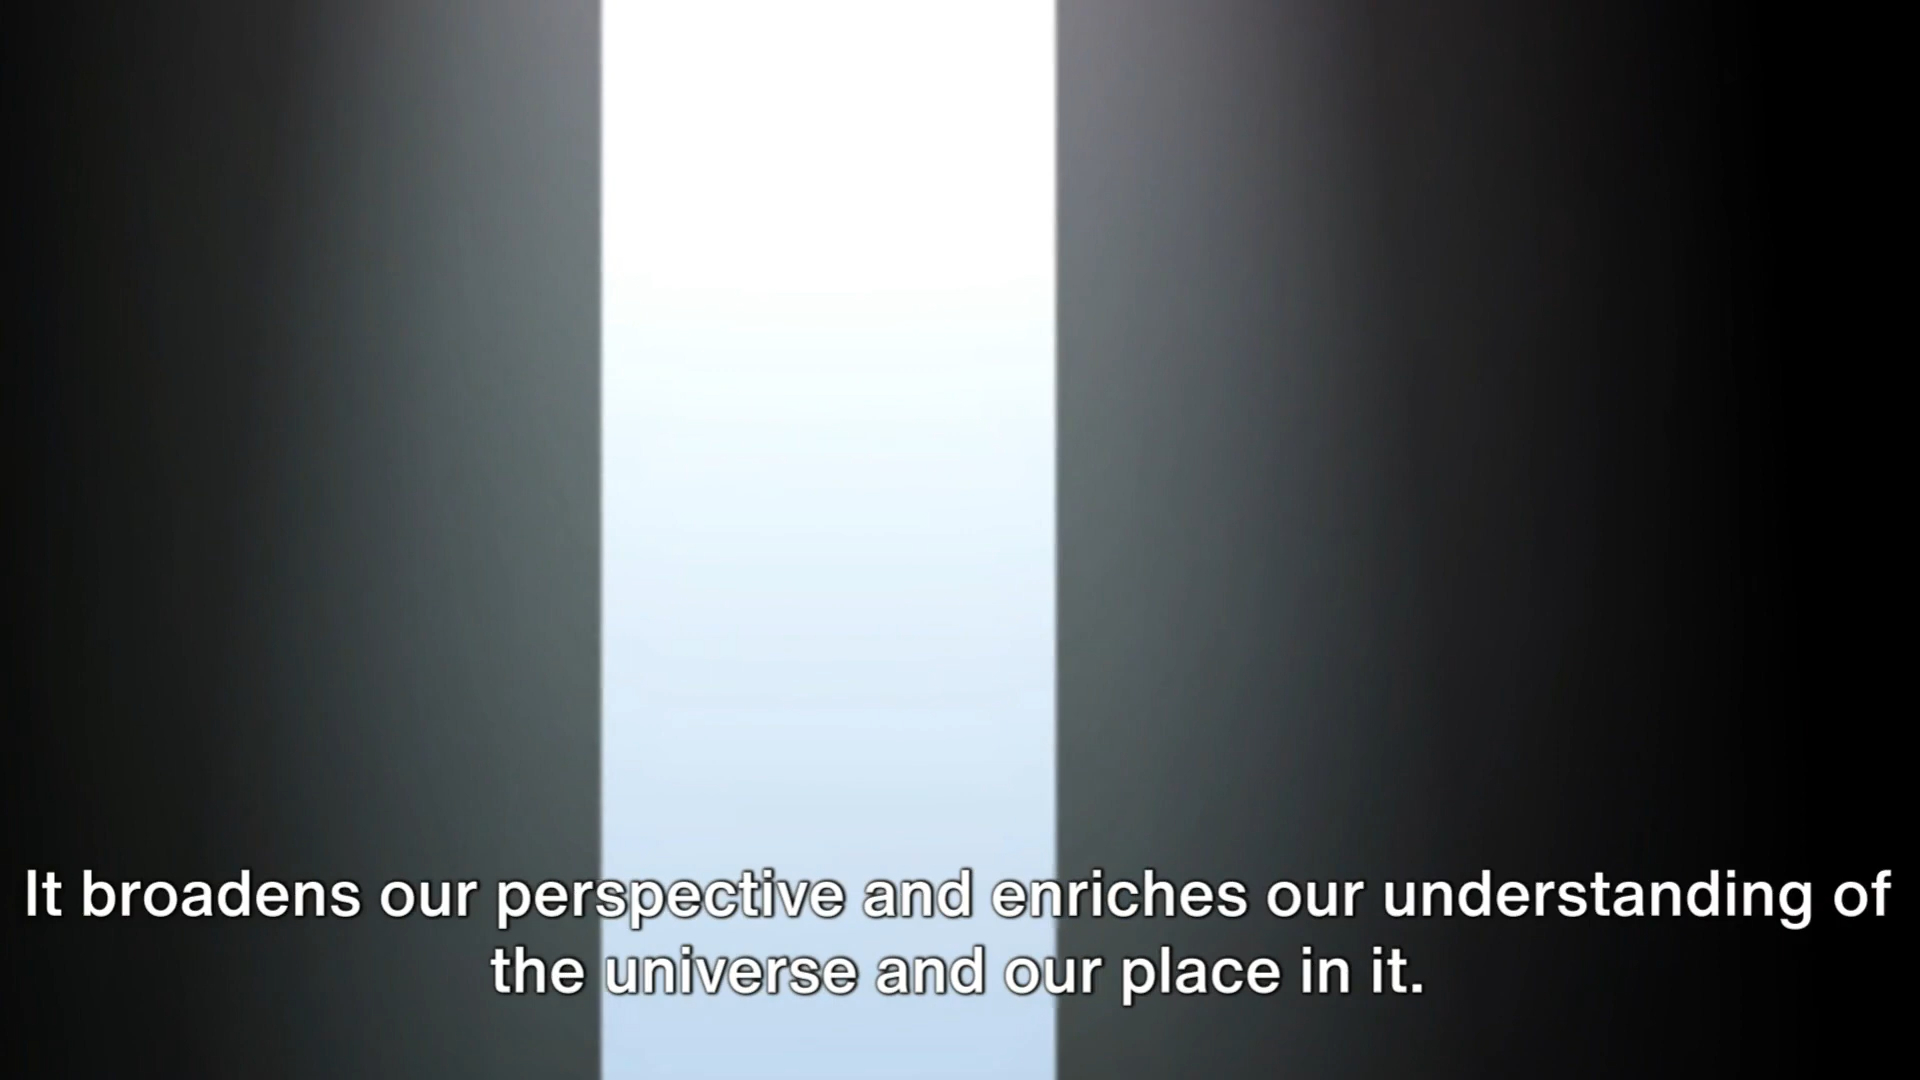 It broadens our perspective and enriches our understanding of
the universe and our place in it.